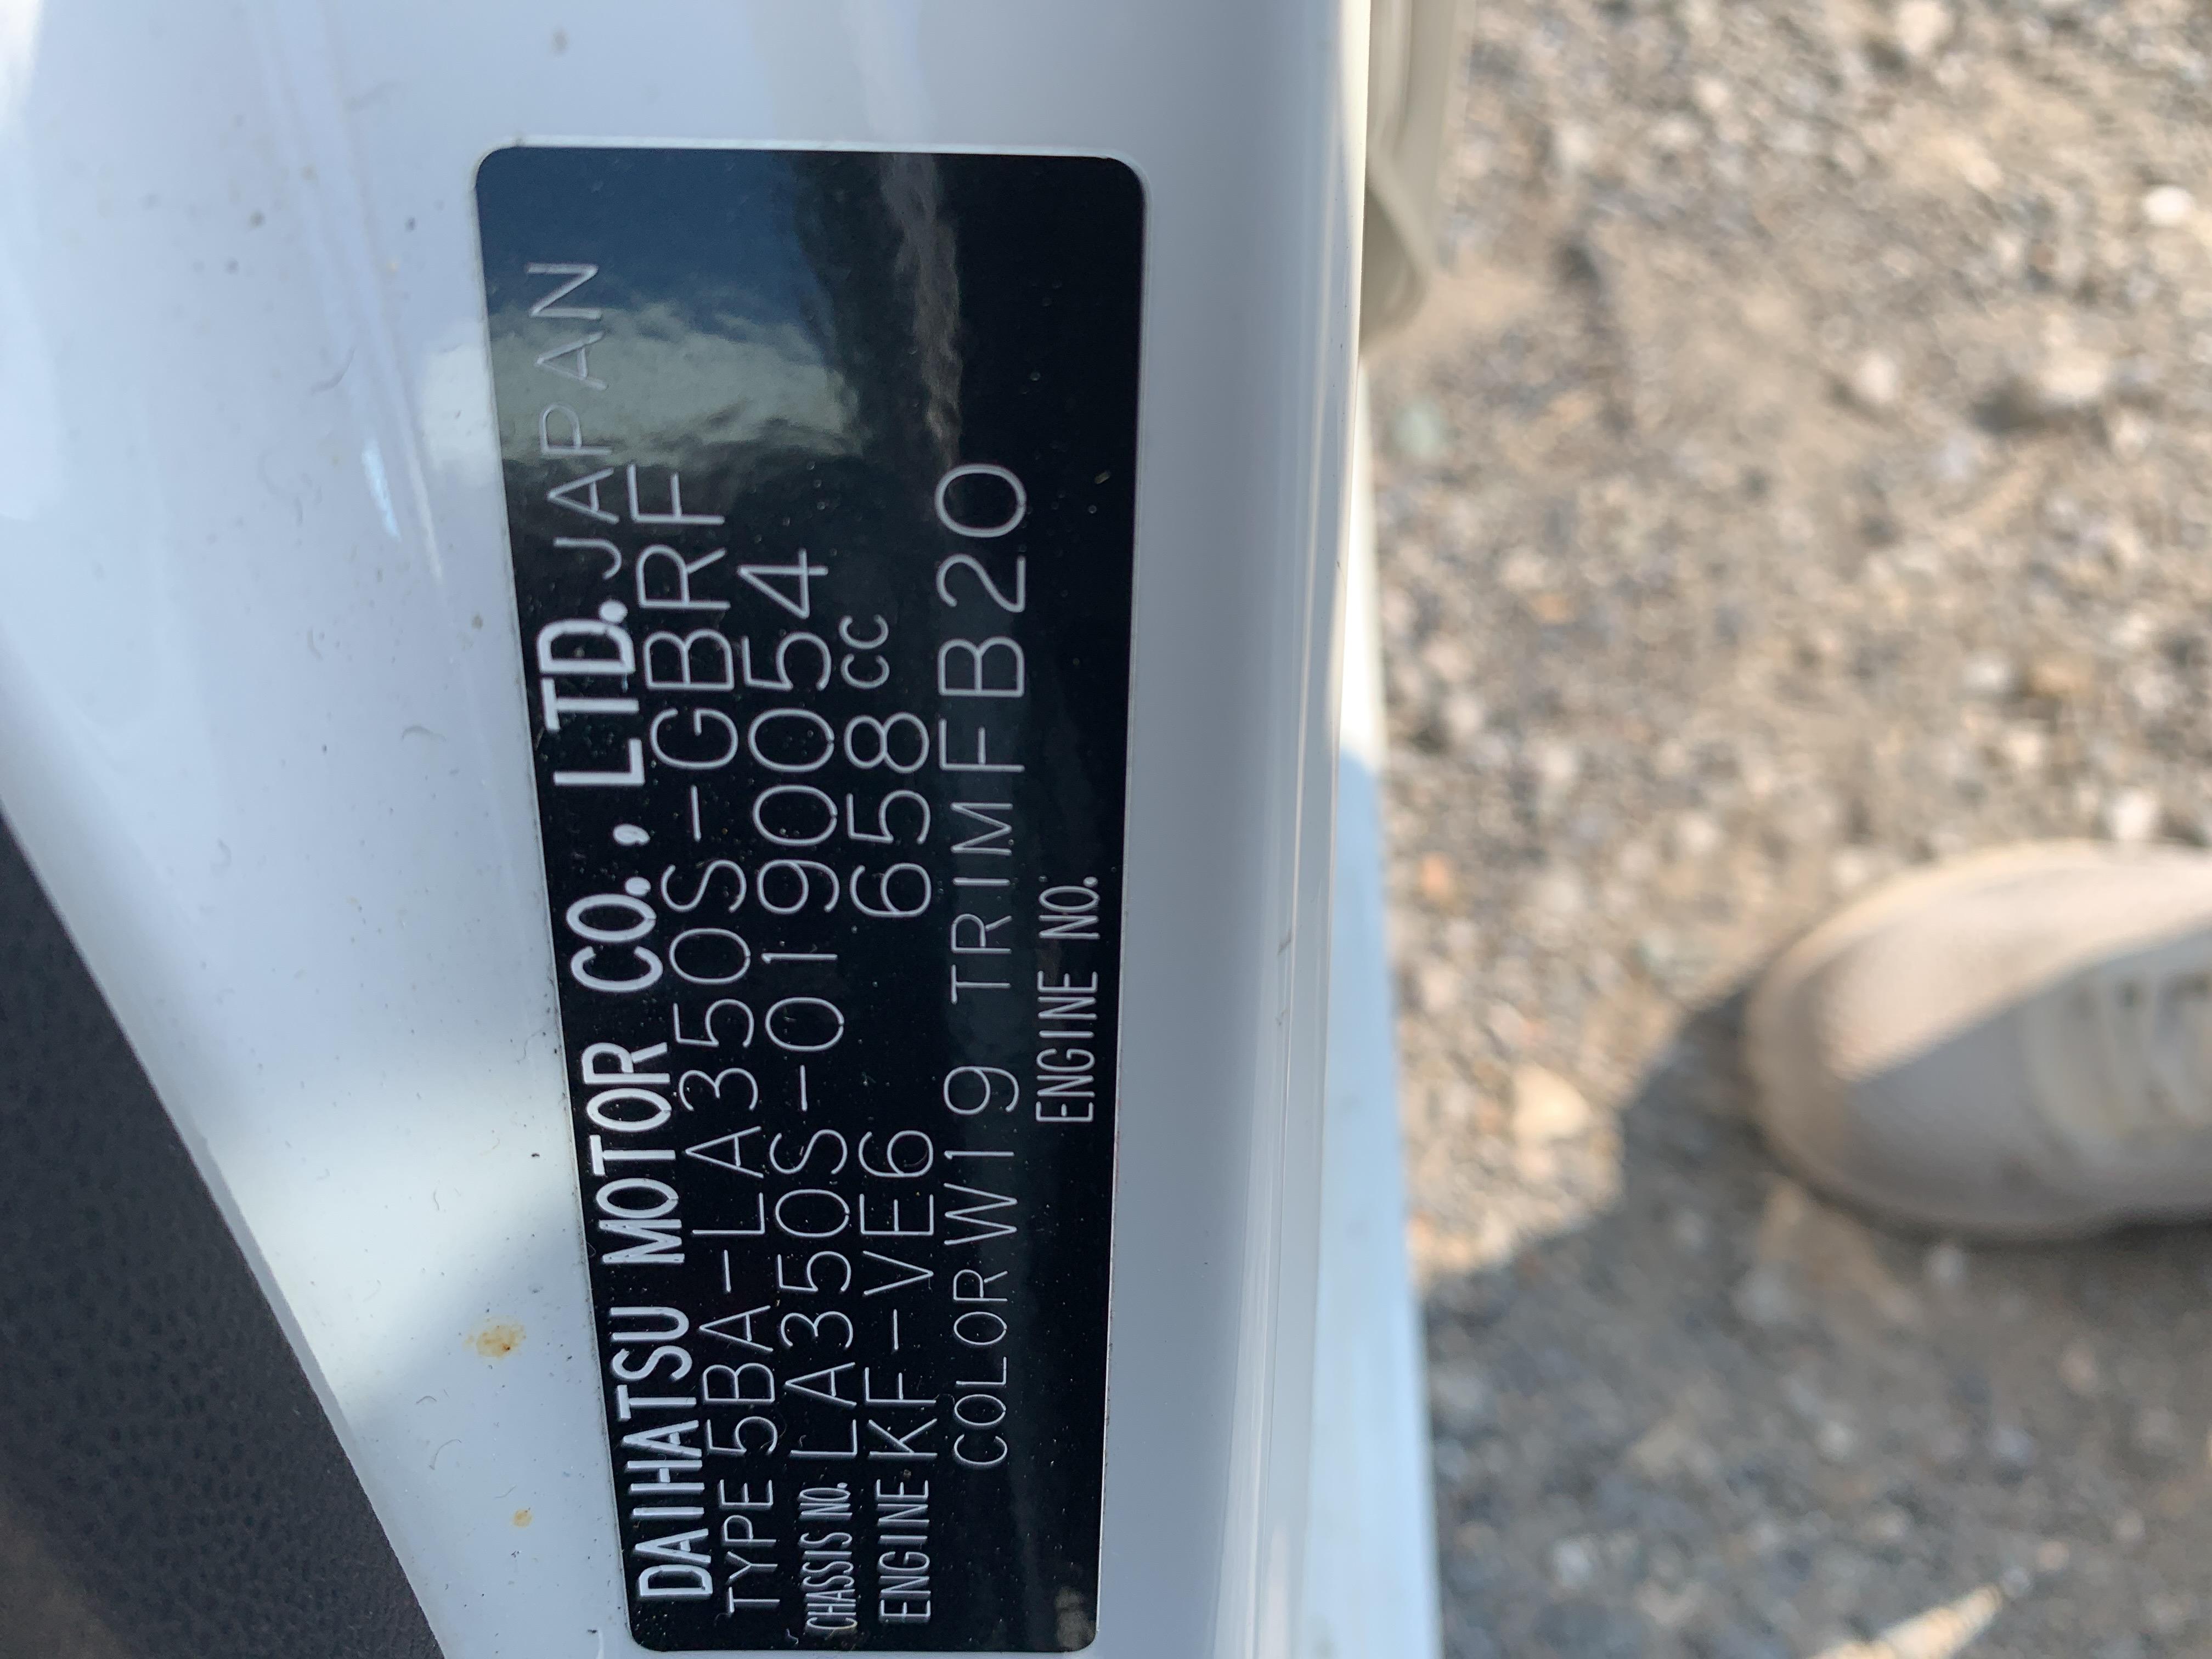 DAIHATSU MOTOR CO., LTD. JAPAN
TYPE 5BA-LA350S-GBRF
CHASSIS NO. LA350S-0190054
ENGINE KF-VE6 658cc
COLOR W19 TRIM FB20
ENGINE NO.